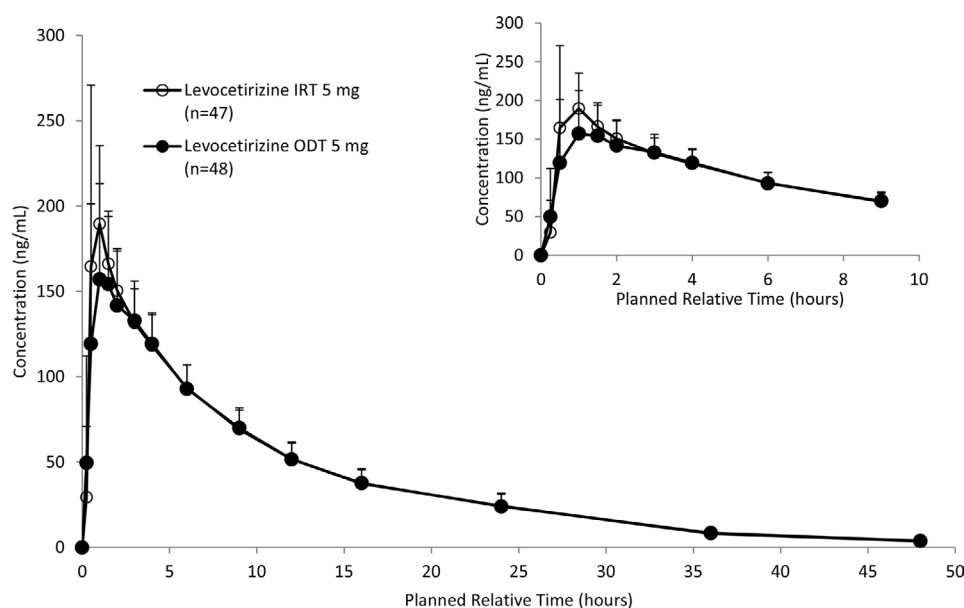 300
250
200
150
100
50
0
Concentration (ng/mL)
Levocetirizine IRT 5 mg
(n=47)
Levocetirizine ODT 5 mg
(n=48)
0 5 10 15 20 25 30 35 40 45 50
Planned Relative Time (hours)
300
250
200
150
100
50
0
Concentration (ng/mL)
0 2 4 6 8 10
Planned Relative Time (hours)